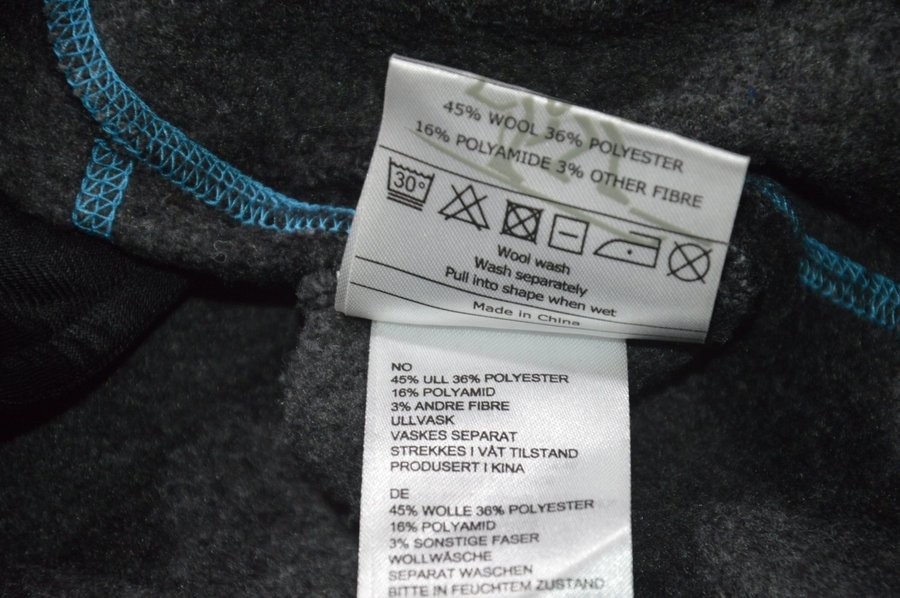 45% WOOL 36% POLYESTER
16% POLYAMIDE 3% OTHER FIBRE
30°
Wool wash
Wash separately
Pull into shape when wet
Made in China
NO
45% ULL 36% POLYESTER
16% POLYAMID
3% ANDRE FIBRE
ULLVASK
VASKES SEPARAT
STREKKES I VÅT TILSTAND
PRODUSERT I KINA
DE
45% WOLLE 36% POLYESTER
16% POLYAMID
3% SONSTIGE FASER
WOLLWÄSCHE
SEPARAT WASCHEN
BITTE IN FEUCHTEM ZUSTAND